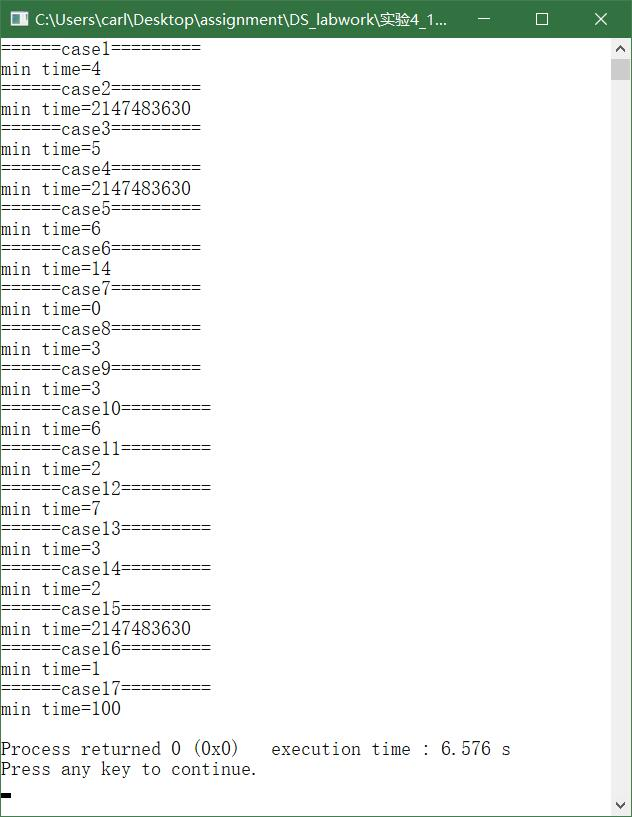 C:\Users\carl\Desktop\assignment\DS_labwork\实验4_1...
======case1=========
min time=4
======case2=========
min time=2147483630
======case3=========
min time=5
======case4=========
min time=2147483630
======case5=========
min time=6
======case6=========
min time=14
======case7=========
min time=0
======case8=========
min time=3
======case9=========
min time=3
======case10=========
min time=6
======case11=========
min time=2
======case12=========
min time=7
======case13=========
min time=3
======case14=========
min time=2
======case15=========
min time=2147483630
======case16=========
min time=1
======case17=========
min time=100
Process returned 0 (0x0)   execution time : 6.576 s
Press any key to continue.